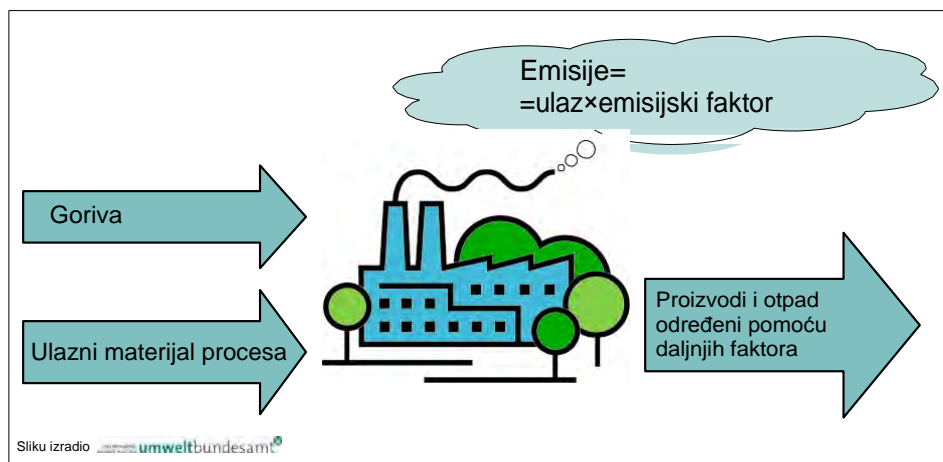 Emisije=
=ulaz×emisijski faktor
Goriva
Ulazni materijal procesa
Proizvodi i otpad
određeni pomoću
daljnjih faktora
Sliku izradio umweltbundesamt